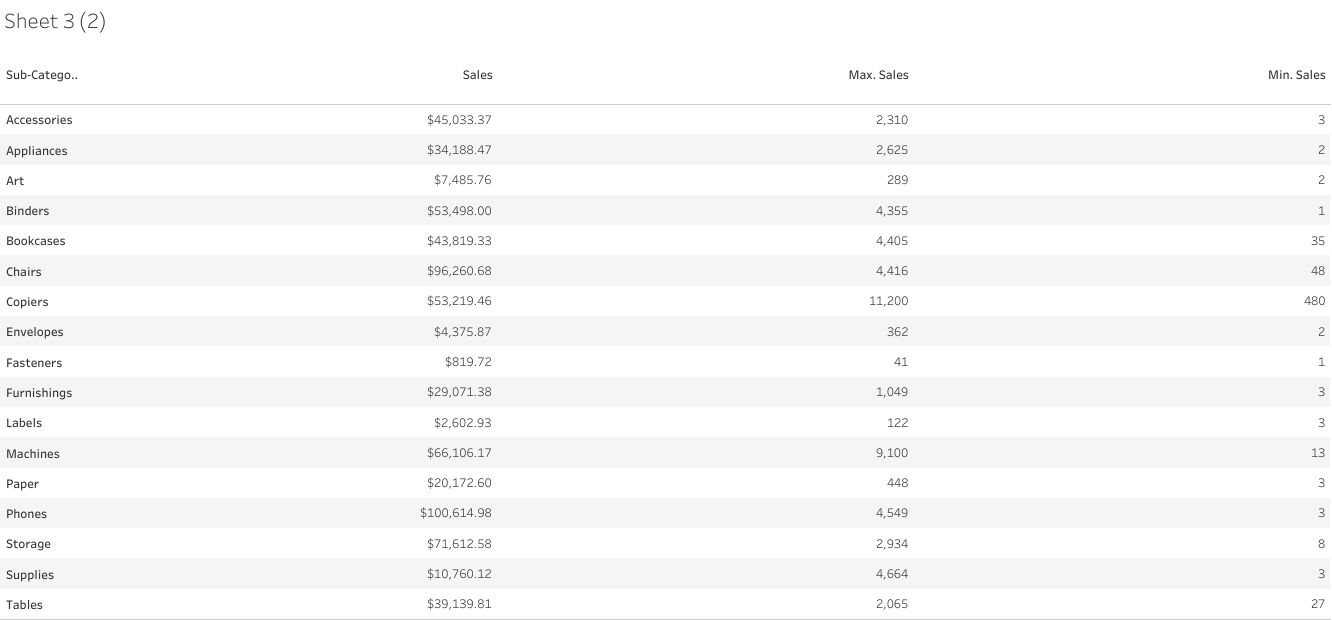 Sheet 3 (2)
Sub-Catego.. Sales Max. Sales Min. Sales
Accessories $45,033.37 2,310 3
Appliances $34,188.47 2,625 2
Art $7,485.76 289 2
Binders $53,498.00 4,355 1
Bookcases $43,819.33 4,405 35
Chairs $96,260.68 4,416 48
Copiers $53,219.46 11,200 480
Envelopes $4,375.87 362 2
Fasteners $819.72 41 1
Furnishings $29,071.38 1,049 3
Labels $2,602.93 122 3
Machines $66,106.17 9,100 13
Paper $20,172.60 448 3
Phones $100,614.98 4,549 3
Storage $71,612.58 2,934 8
Supplies $10,760.12 4,664 3
Tables $39,139.81 2,065 27